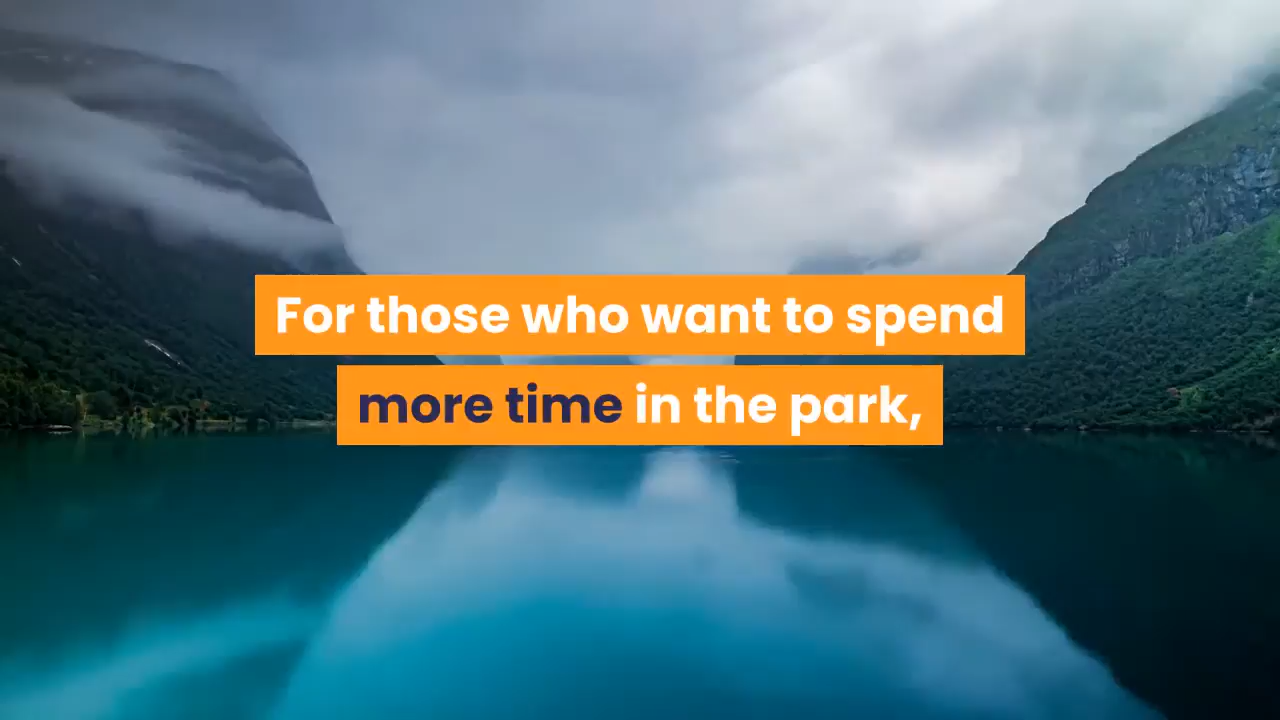 For those who want to spend
more time in the park,